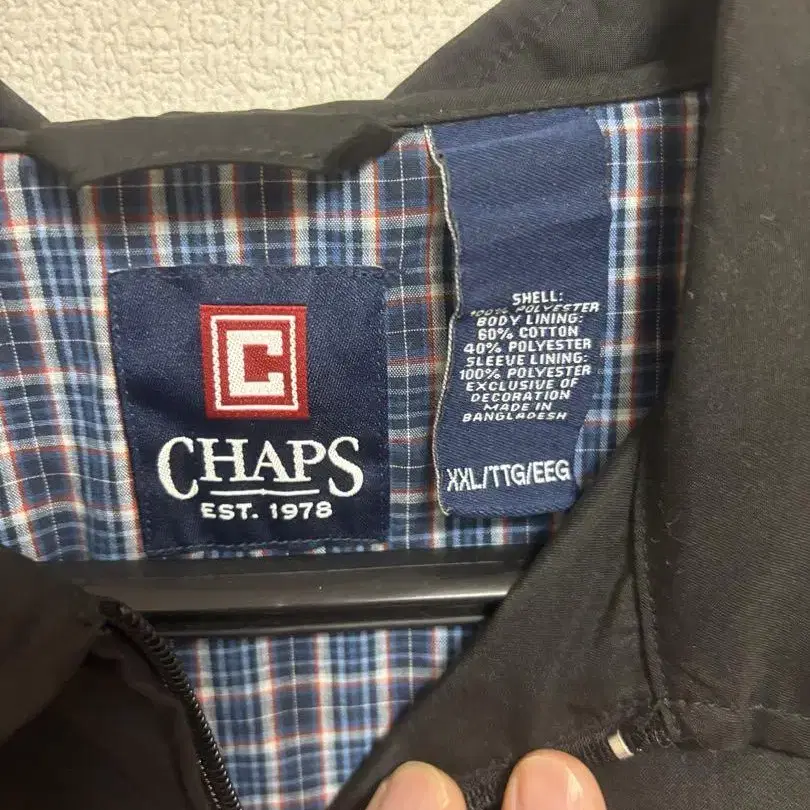 C
CHAPS
EST. 1978
SHELL:
100% POLYESTER
BODY LINING:
60% COTTON
40% POLYESTER
SLEEVE LINING:
100% POLYESTER
EXCLUSIVE OF
DECORATION
MADE IN
BANGLADESH
XXL/TTG/EEG